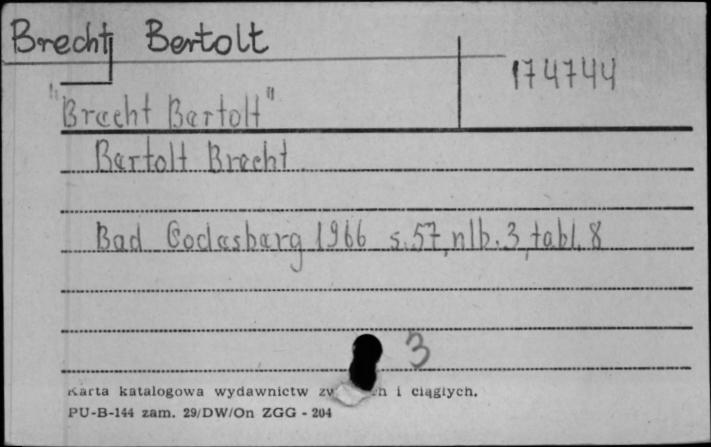 Brecht Bertolt
174744
"Brecht Bertolt"
Bertolt Brecht
Bad Godesberg 1966 s. 57, nlb. 3, tabl. 8
3
Karta katalogowa wydawnictw i ciągłych.
PU-B-144 zam. 29/DW/On ZGG - 204